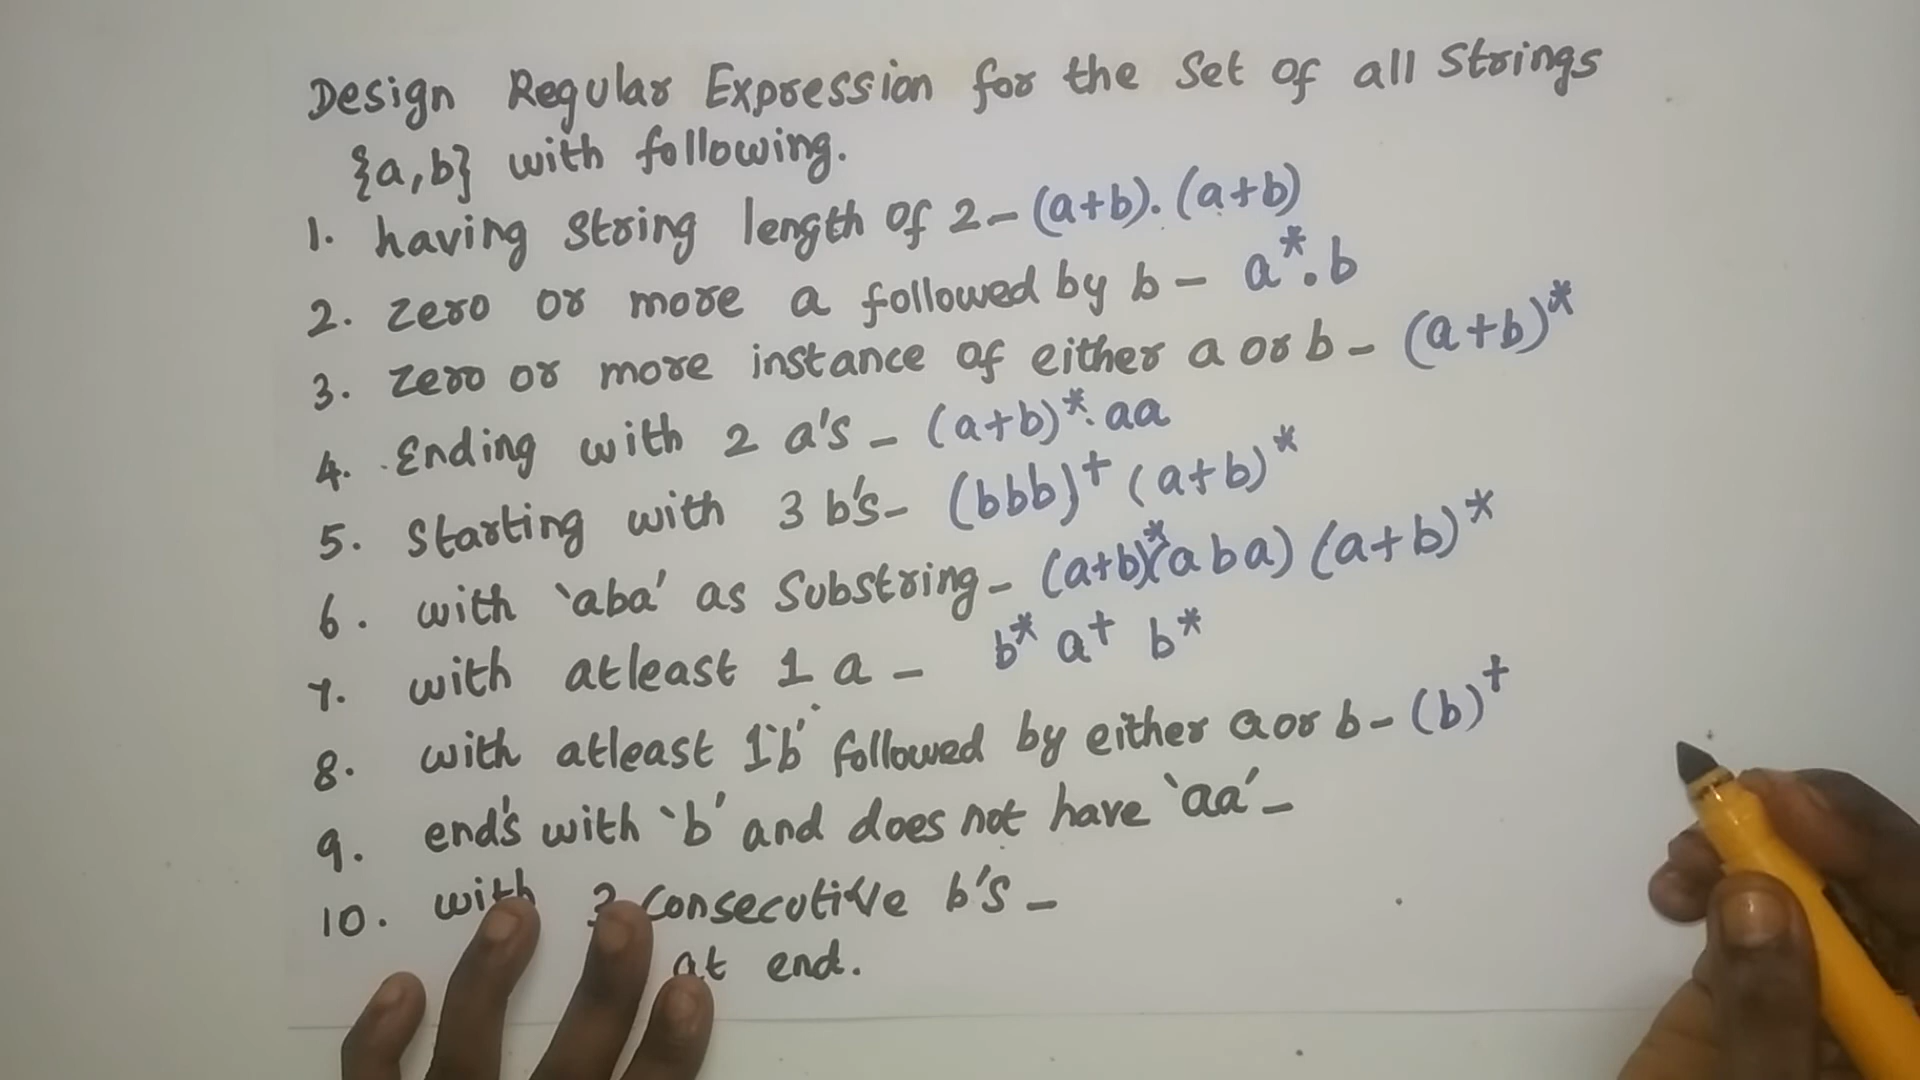 Design Regular Expression for the set of all strings
{a,b} with following.
1. having string length of 2 - (a+b).(a+b)
2. zero or more a followed by b - a*.b
3. zero or more instance of either a or b - (a+b)*
4. Ending with 2 a's - (a+b)*.aa
5. starting with 3 b's - (bbb)+ (a+b)*
6. with 'aba' as substring - (a+b)*(aba) (a+b)*
7. with atleast 1 a - b* a+ b*
8. with atleast 1 'b' followed by either a or b - (b)+
9. end's with 'b' and does not have 'aa' -
10. with consecutive b's -
at end.